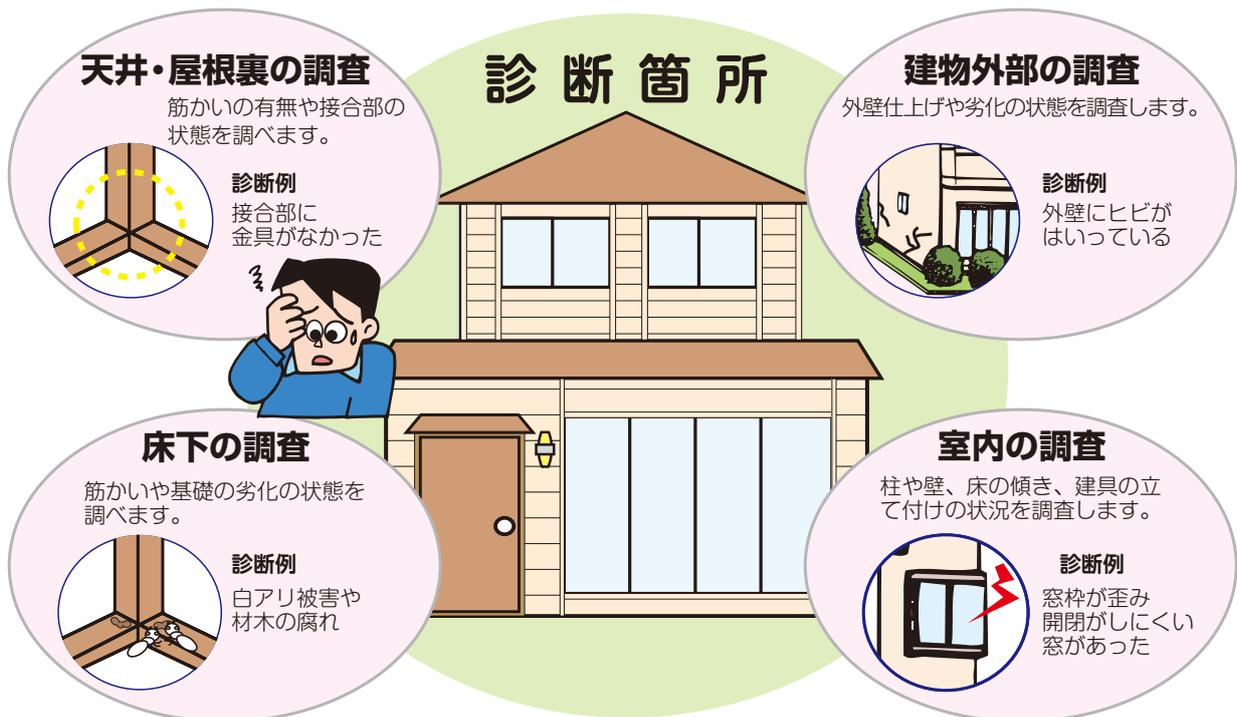 診断箇所
天井・屋根裏の調査
筋かいの有無や接合部の
状態を調べます。
診断例
接合部に
金具がなかった
建物外部の調査
外壁仕上げや劣化の状態を調査します。
診断例
外壁にヒビが
はいっている
床下の調査
筋かいや基礎の劣化の状態を
調べます。
診断例
白アリ被害や
材木の腐れ
室内の調査
柱や壁、床の傾き、建具の立
て付けの状況を調査します。
診断例
窓枠が歪み
開閉がしにくい
窓があった